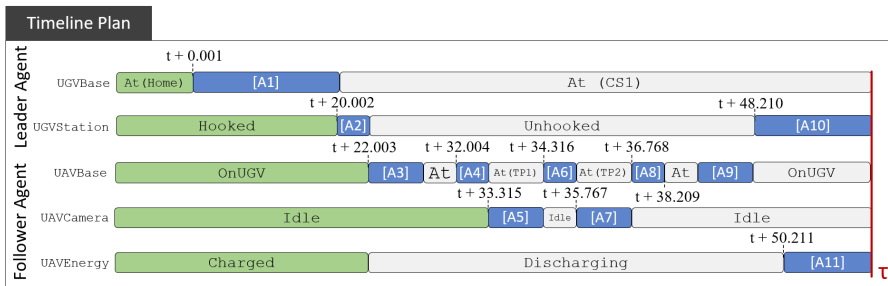 Timeline Plan
Leader Agent
t + 0.001
UGVBase At(Home) [A1] At (CS1)
t + 20.002 t + 48.210
UGVStation Hooked [A2] Unhooked [A10]
Follower Agent
t + 22.003 t + 32.004 t + 34.316 t + 36.768
UAVBase OnUGV [A3] At [A4] At(TP1) [A6] At(TP2) [A8] At [A9] OnUGV
t + 33.315 t + 35.767 t + 38.209
UAVCamera Idle [A5] Idle [A7] Idle
t + 50.211
UAVEnergy Charged Discharging [A11]
τ